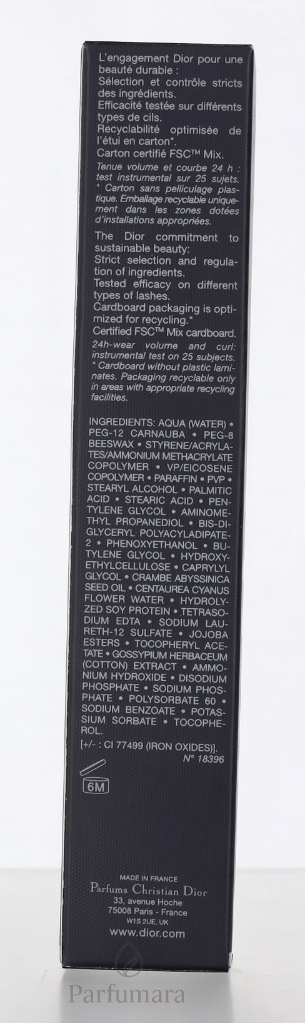 L'engagement Dior pour une
beauté durable :
Sélection et contrôle stricts
des ingrédients.
Efficacité testée sur différents
types de cils.
Recyclabilité optimisée de
l'étui en carton*.
Carton certifié FSC™ Mix.
Tenue volume et courbe 24 h :
test instrumental sur 25 sujets.
* Carton sans pelliculage plas-
tique. Emballage recyclable unique-
ment dans les zones dotées
d'installations appropriées.
The Dior commitment to
sustainable beauty:
Strict selection and regula-
tion of ingredients.
Tested efficacy on different
types of lashes.
Cardboard packaging is opti-
mized for recycling.*
Certified FSC™ Mix cardboard.
24h-wear volume and curl:
instrumental test on 25 subjects.
* Cardboard without plastic lami-
nates. Packaging recyclable only
in areas with appropriate recycling
facilities.
INGREDIENTS: AQUA (WATER) •
PEG-12 CARNAUBA • PEG-8
BEESWAX • STYRENE/ACRYLA-
TES/AMMONIUM METHACRYLATE
COPOLYMER • VP/EICOSENE
COPOLYMER • PARAFFIN • PVP •
STEARYL ALCOHOL • PALMITIC
ACID • STEARIC ACID • PEN-
TYLENE GLYCOL • AMINOME-
THYL PROPANEDIOL • BIS-DI-
GLYCERYL POLYACYLADIPATE-
2 • PHENOXYETHANOL • BU-
TYLENE GLYCOL • HYDROXY-
ETHYLCELLULOSE • CAPRYLYL
GLYCOL • CRAMBE ABYSSINICA
SEED OIL • CENTAUREA CYANUS
FLOWER WATER • HYDROLY-
ZED SOY PROTEIN • TETRASO-
DIUM EDTA • SODIUM LAU-
RETH-12 SULFATE • JOJOBA
ESTERS • TOCOPHERYL ACE-
TATE • GOSSYPIUM HERBACEUM
(COTTON) EXTRACT • AMMO-
NIUM HYDROXIDE • DISODIUM
PHOSPHATE • SODIUM PHOS-
PHATE • POLYSORBATE 60 •
SODIUM BENZOATE • POTAS-
SIUM SORBATE • TOCOPHE-
ROL.
[+/- : CI 77499 (IRON OXIDES)].
N° 18396
6M
MADE IN FRANCE
Parfums Christian Dior
33, avenue Hoche
75008 Paris - France
W1S 2UE, UK
www.dior.com
Parfumara